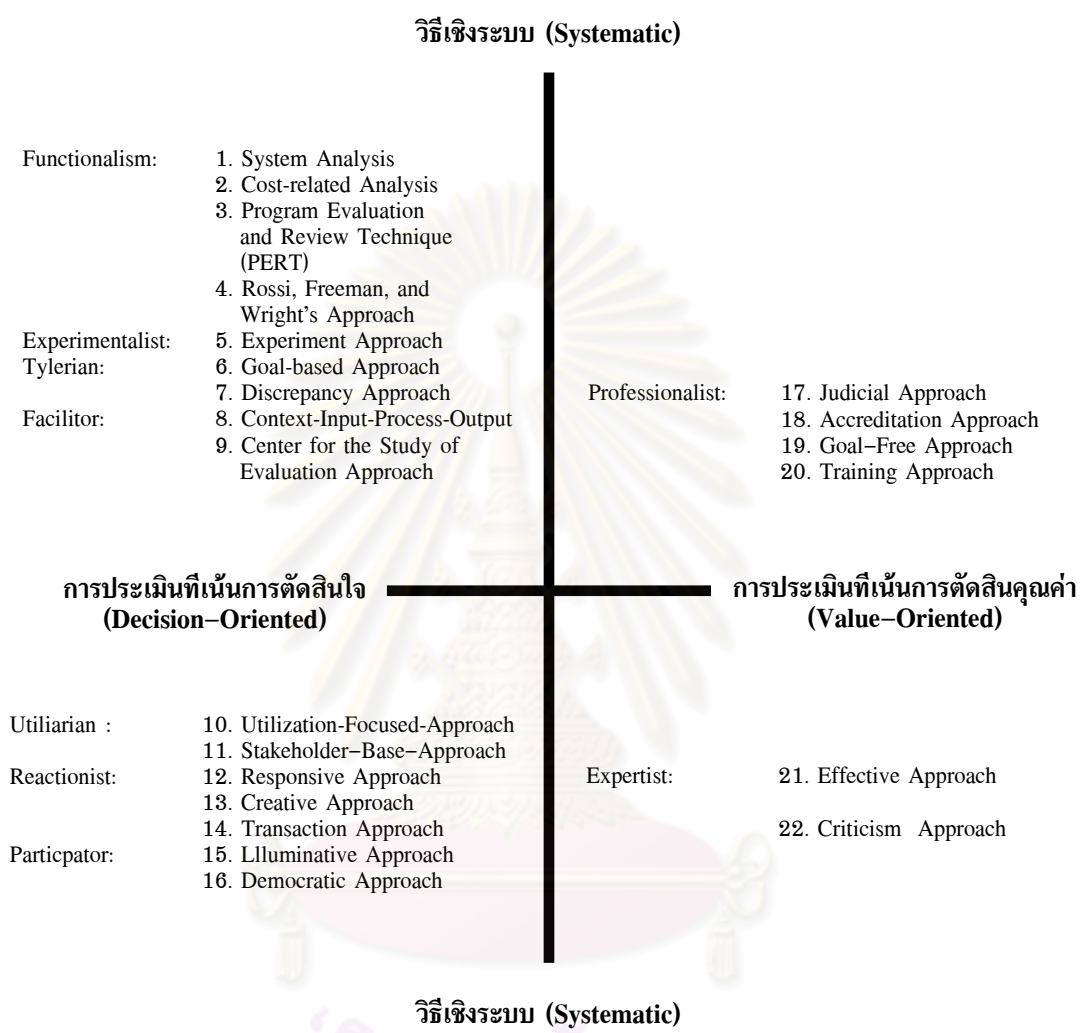 วิธีเชิงระบบ (Systematic)
Functionalism: 1. System Analysis
2. Cost-related Analysis
3. Program Evaluation
and Review Technique
(PERT)
4. Rossi, Freeman, and
Wright's Approach
Experimentalist: 5. Experiment Approach
Tylerian: 6. Goal-based Approach
7. Discrepancy Approach
Facilitor: 8. Context-Input-Process-Output
9. Center for the Study of
Evaluation Approach
Professionalist: 17. Judicial Approach
18. Accreditation Approach
19. Goal–Free Approach
20. Training Approach
การประเมินที่เน้นการตัดสินใจ
(Decision–Oriented)
การประเมินที่เน้นการตัดสินคุณค่า
(Value–Oriented)
Utiliarian : 10. Utilization-Focused-Approach
11. Stakeholder–Base–Approach
Reactionist: 12. Responsive Approach
13. Creative Approach
14. Transaction Approach
Particpator: 15. Llluminative Approach
16. Democratic Approach
Expertist: 21. Effective Approach
22. Criticism Approach
วิธีเชิงระบบ (Systematic)